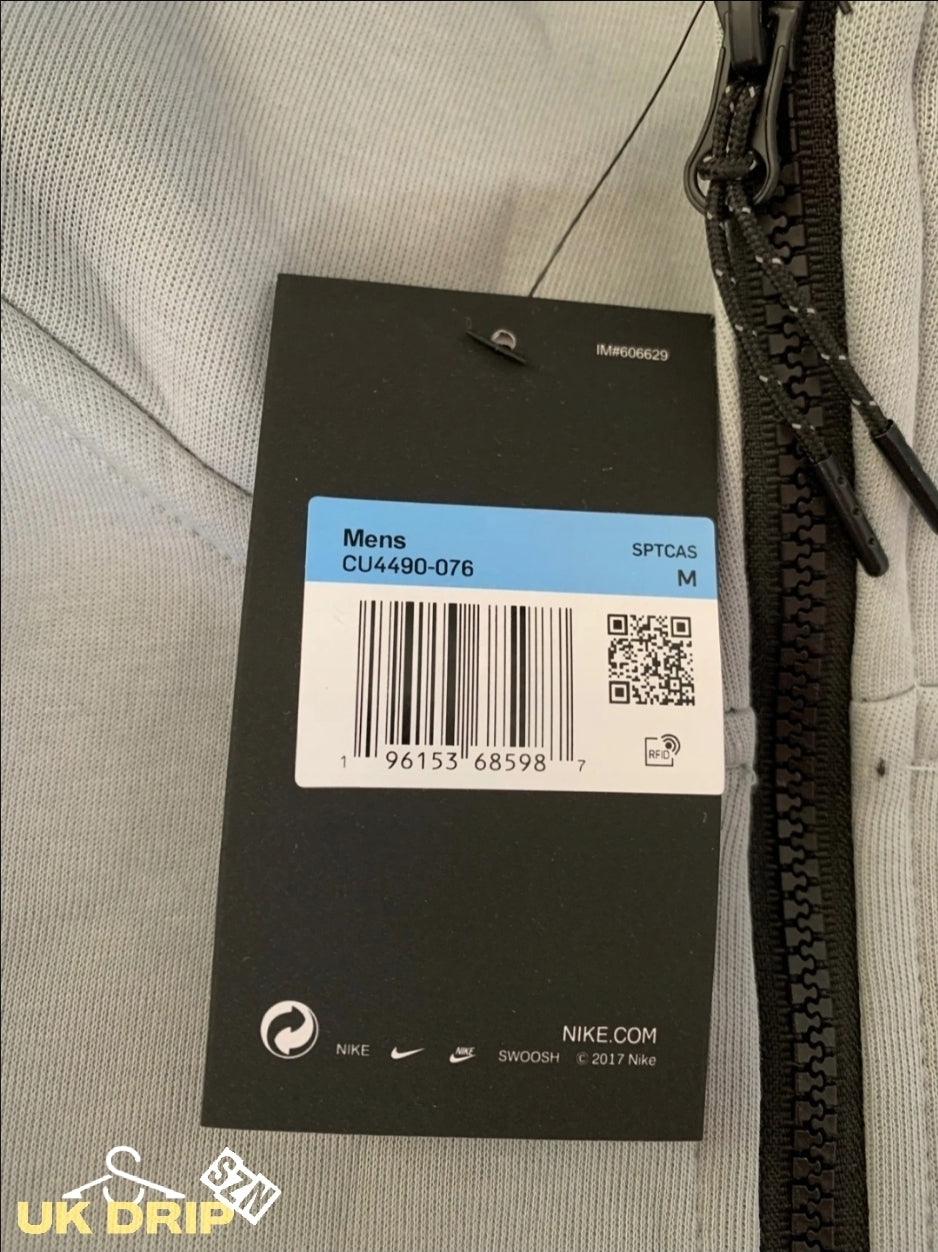 IM#606629
Mens
SPTCAS
CU4490-076
M
RFID
1 96153 68598 7
NIKE.COM
NIKE NIKE SWOOSH © 2017 Nike
UK DRIP SZN